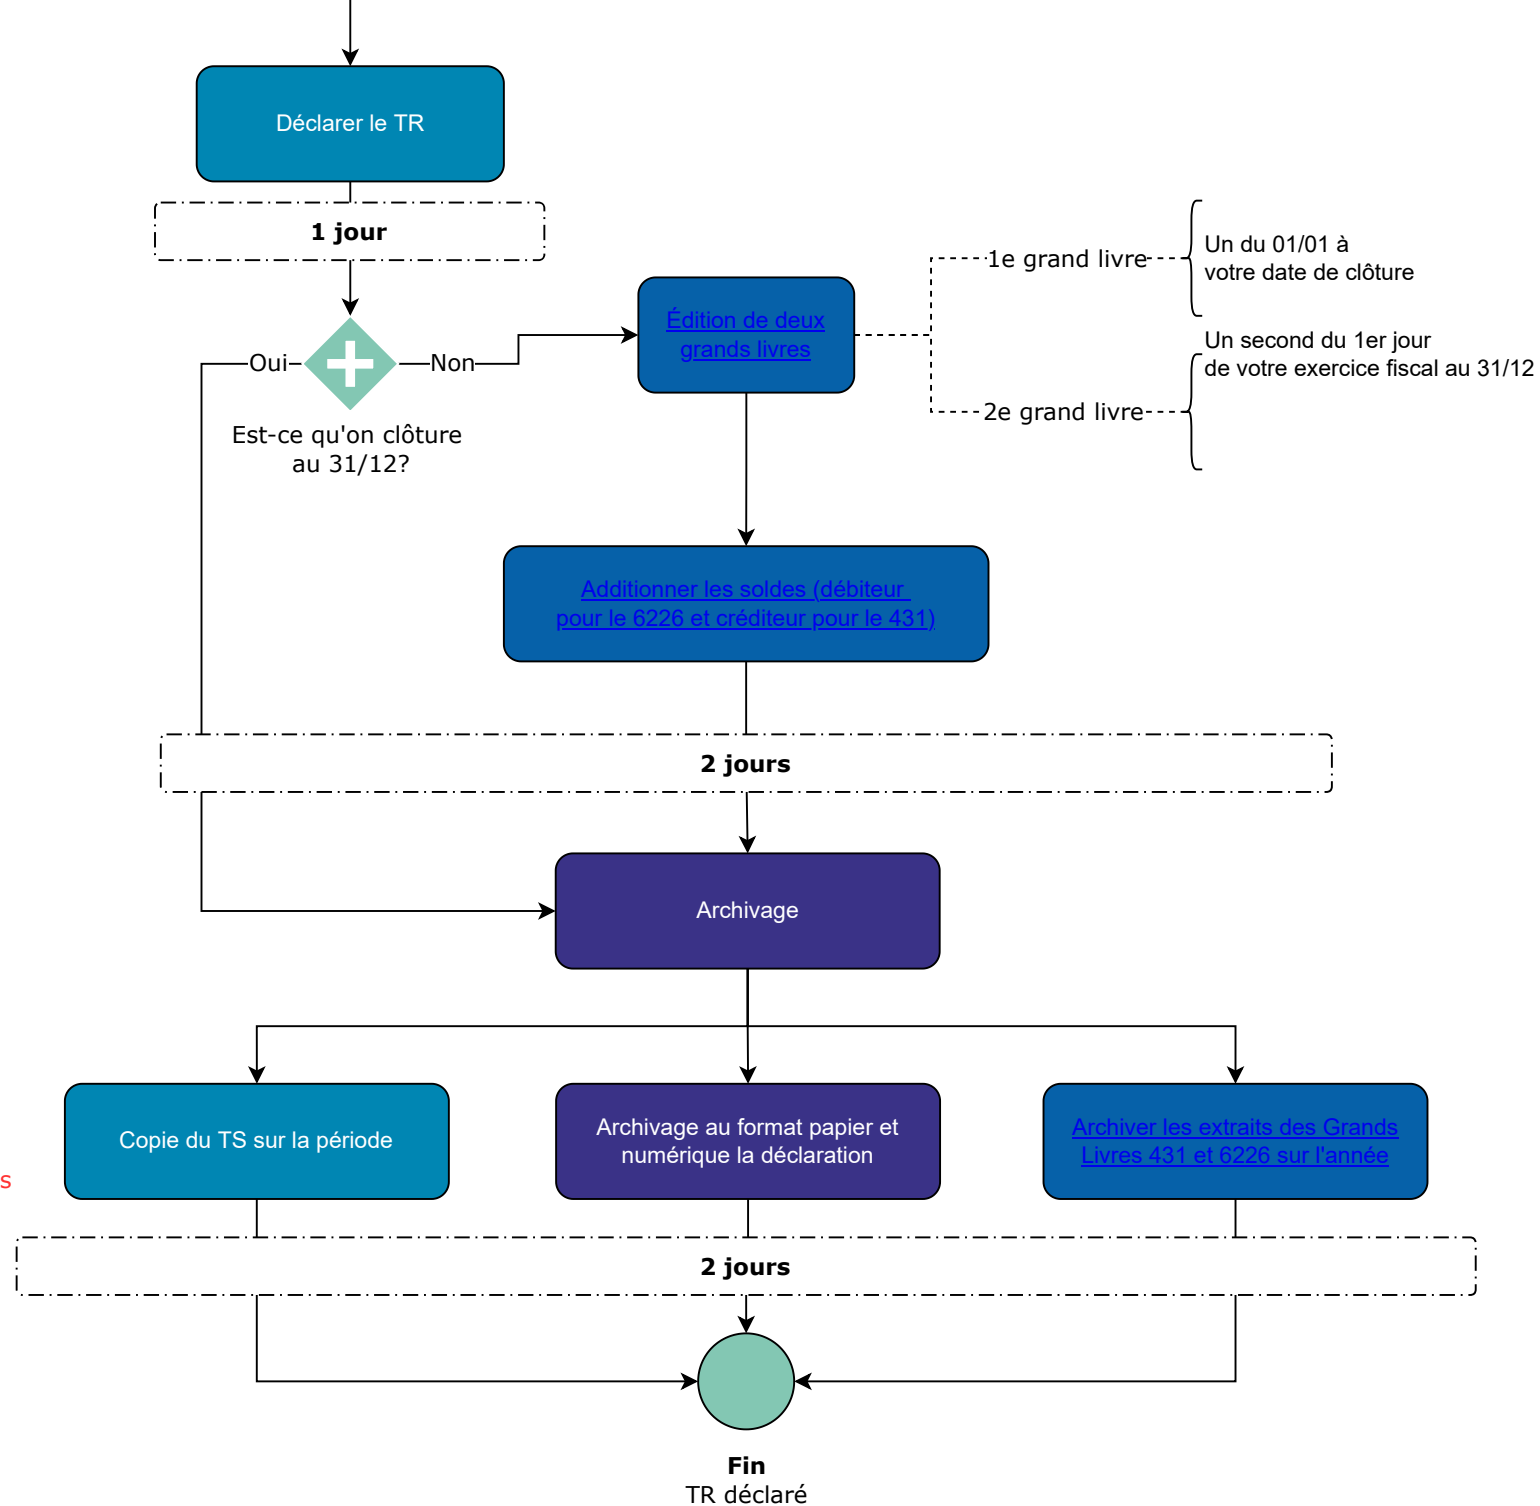 Déclarer le TR
1 jour
Oui
Non
Est-ce qu'on clôture
au 31/12?
Édition de deux
grands livres
1e grand livre
Un du 01/01 à
votre date de clôture
2e grand livre
Un second du 1er jour
de votre exercice fiscal au 31/12
Additionner les soldes (débiteur
pour le 6226 et créditeur pour le 431)
2 jours
Archivage
Copie du TS sur la période
Archivage au format papier et
numérique la déclaration
Archiver les extraits des Grands
Livres 431 et 6226 sur l'année
s
2 jours
Fin
TR déclaré